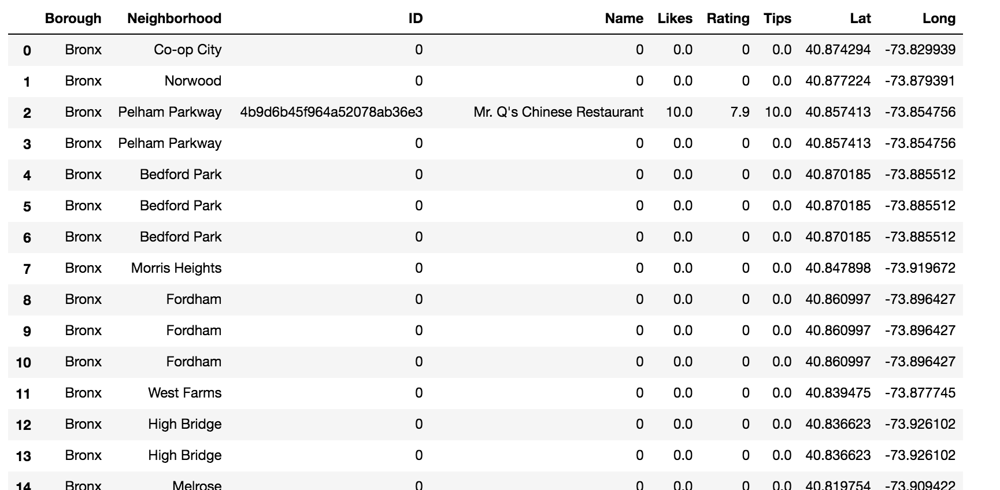 Borough Neighborhood ID Name Likes Rating Tips Lat Long
0 Bronx Co-op City 0 0 0.0 0 0.0 40.874294 -73.829939
1 Bronx Norwood 0 0 0.0 0 0.0 40.877224 -73.879391
2 Bronx Pelham Parkway 4b9d6b45f964a52078ab36e3 Mr. Q's Chinese Restaurant 10.0 7.9 10.0 40.857413 -73.854756
3 Bronx Pelham Parkway 0 0 0.0 0 0.0 40.857413 -73.854756
4 Bronx Bedford Park 0 0 0.0 0 0.0 40.870185 -73.885512
5 Bronx Bedford Park 0 0 0.0 0 0.0 40.870185 -73.885512
6 Bronx Bedford Park 0 0 0.0 0 0.0 40.870185 -73.885512
7 Bronx Morris Heights 0 0 0.0 0 0.0 40.847898 -73.919672
8 Bronx Fordham 0 0 0.0 0 0.0 40.860997 -73.896427
9 Bronx Fordham 0 0 0.0 0 0.0 40.860997 -73.896427
10 Bronx Fordham 0 0 0.0 0 0.0 40.860997 -73.896427
11 Bronx West Farms 0 0 0.0 0 0.0 40.839475 -73.877745
12 Bronx High Bridge 0 0 0.0 0 0.0 40.836623 -73.926102
13 Bronx High Bridge 0 0 0.0 0 0.0 40.836623 -73.926102
14 Bronx Melrose 0 0 0.0 0 0.0 40.819754 -73.909422